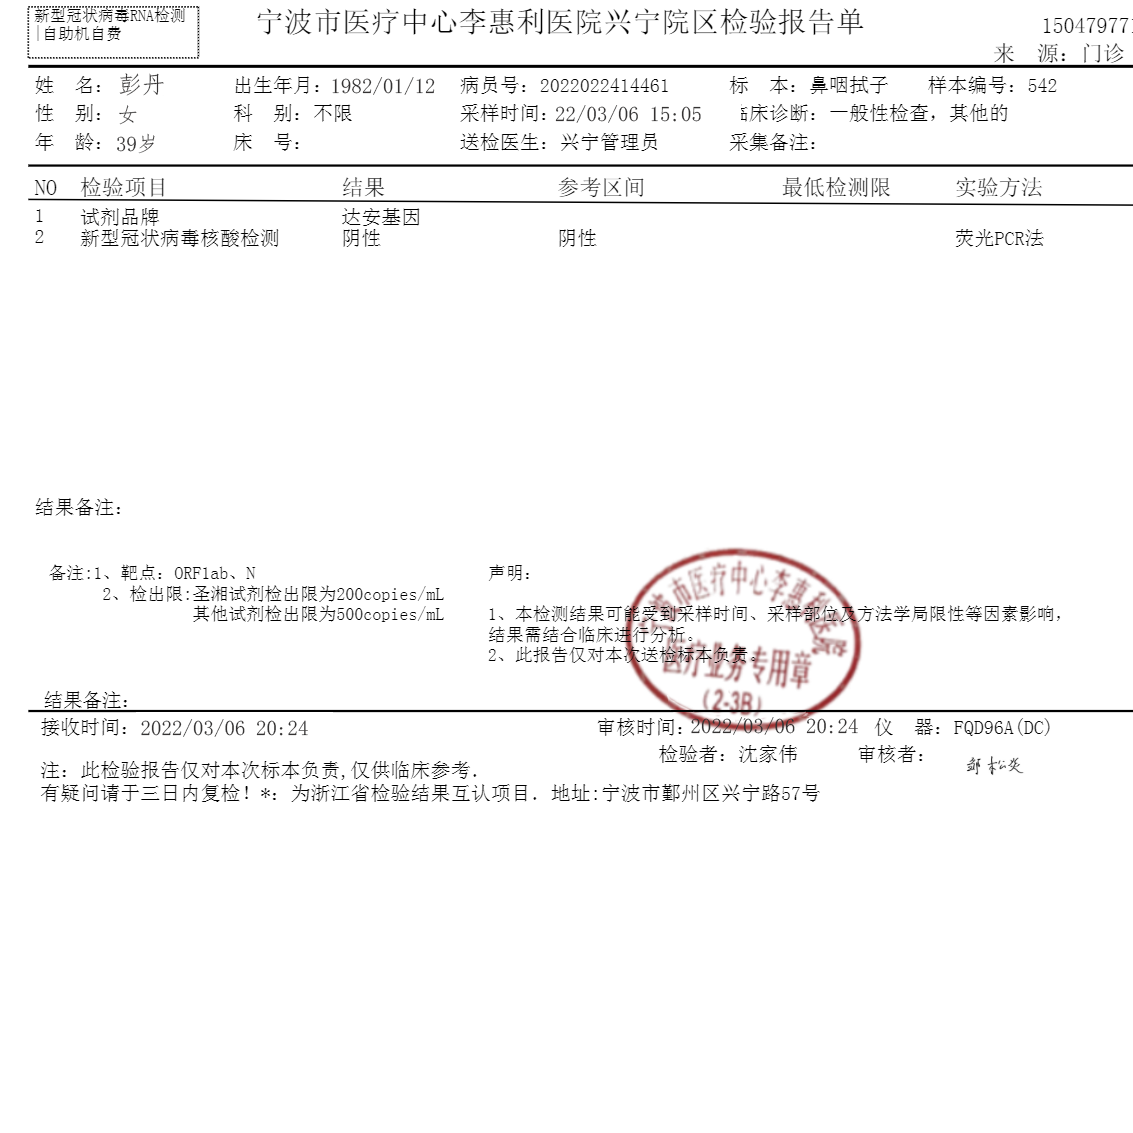 新型冠状病毒RNA检测
|自助机自费
宁波市医疗中心李惠利医院兴宁院区检验报告单
15047977
来 源: 门诊
姓 名: 彭丹 出生年月: 1982/01/12 病员号: 2022022414461 标 本: 鼻咽拭子 样本编号: 542
性 别: 女 科 别: 不限 采样时间: 22/03/06 15:05 临床诊断: 一般性检查, 其他的
年 龄: 39岁 床 号: 送检医生: 兴宁管理员 采集备注:
NO 检验项目 结果 参考区间 最低检测限 实验方法
1 试剂品牌 达安基因
2 新型冠状病毒核酸检测 阴性 阴性 荧光PCR法
结果备注:
备注:1、靶点: ORF1ab、N
2、检出限:圣湘试剂检出限为200copies/mL
其他试剂检出限为500copies/mL
声明:
1、本检测结果可能受到采样时间、采样部位及方法学局限性等因素影响,
结果需结合临床进行分析。
2、此报告仅对本次送检标本负责。
宁波市医疗中心李惠利医院
医疗业务专用章
(2-3B)
结果备注:
接收时间: 2022/03/06 20:24 审核时间: 2022/03/06 20:24 仪 器: FQD96A(DC)
检验者: 沈家伟 审核者:
注: 此检验报告仅对本次标本负责,仅供临床参考.
有疑问请于三日内复检! *: 为浙江省检验结果互认项目. 地址:宁波市鄞州区兴宁路57号